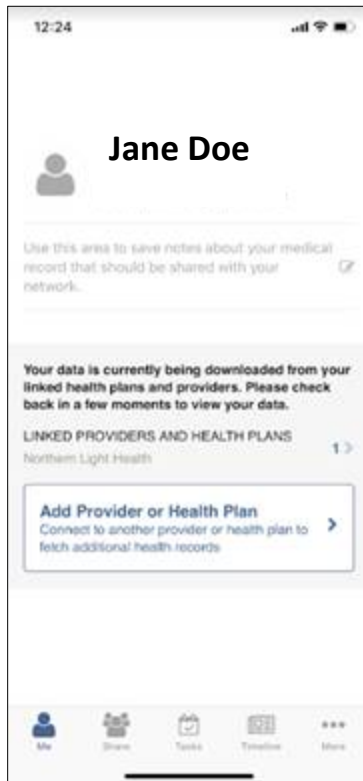 12:24
Jane Doe
Use this area to save notes about your medical
record that should be shared with your
network.
Your data is currently being downloaded from your
linked health plans and providers. Please check
back in a few moments to view your data.
LINKED PROVIDERS AND HEALTH PLANS
1
Northern Light Health
Add Provider or Health Plan
Connect to another provider or health plan to
fetch additional health records
Me
Share
Tasks
Timeline
More